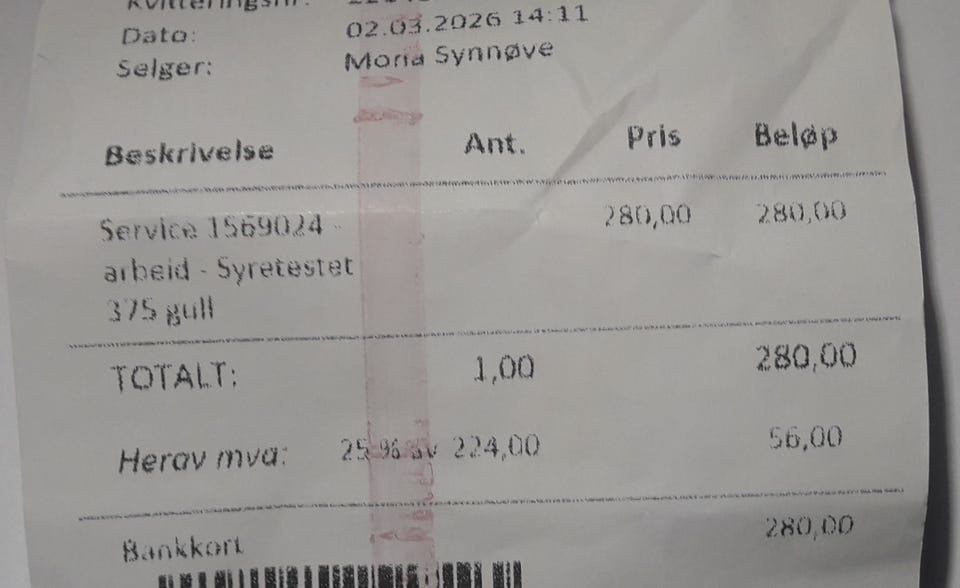 Kvitteringsnr:
Dato: 02.03.2026 14:11
Selger: Mona Synnøve
Beskrivelse Ant. Pris Beløp
Service 1569024 - 280,00 280,00
arbeid - Syretestet
375 gull
TOTALT: 1,00 280,00
Herav mva: 25 % av 224,00 56,00
Bankkort 280,00